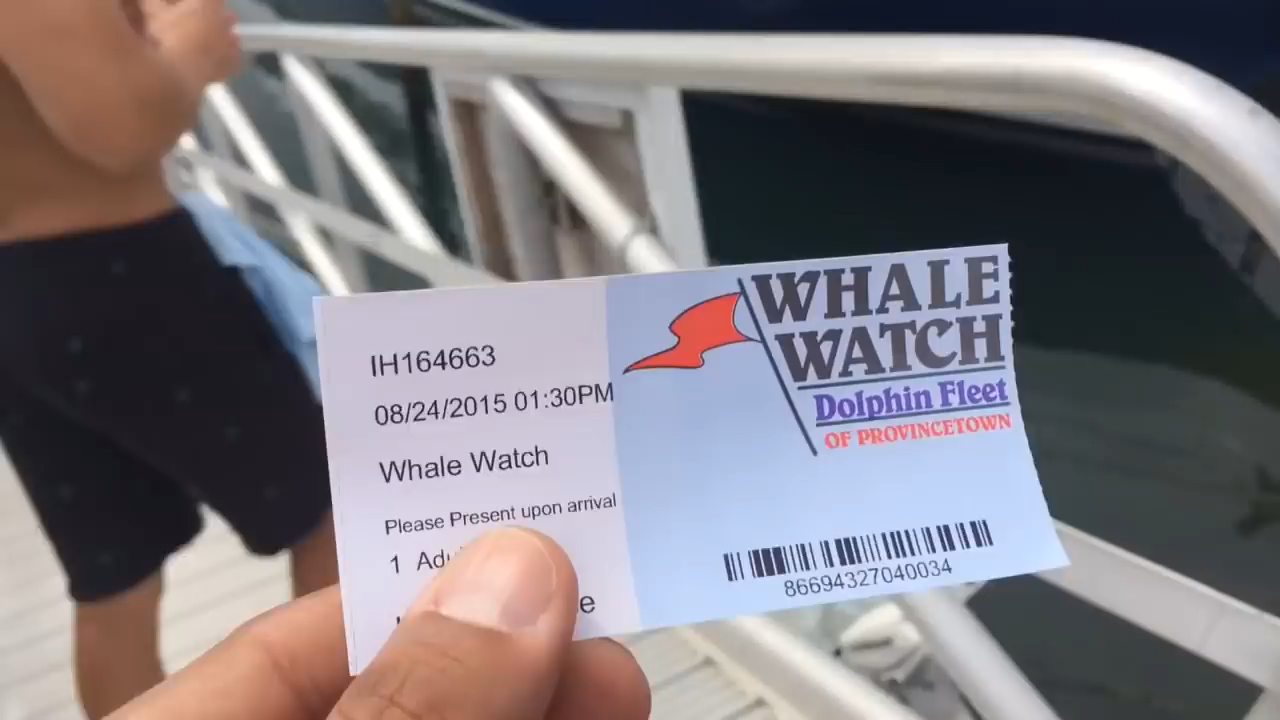 IH164663
08/24/2015 01:30PM
Whale Watch
Please Present upon arrival
1
WHALE
WATCH
Dolphin Fleet
OF PROVINCETOWN
86694327040034